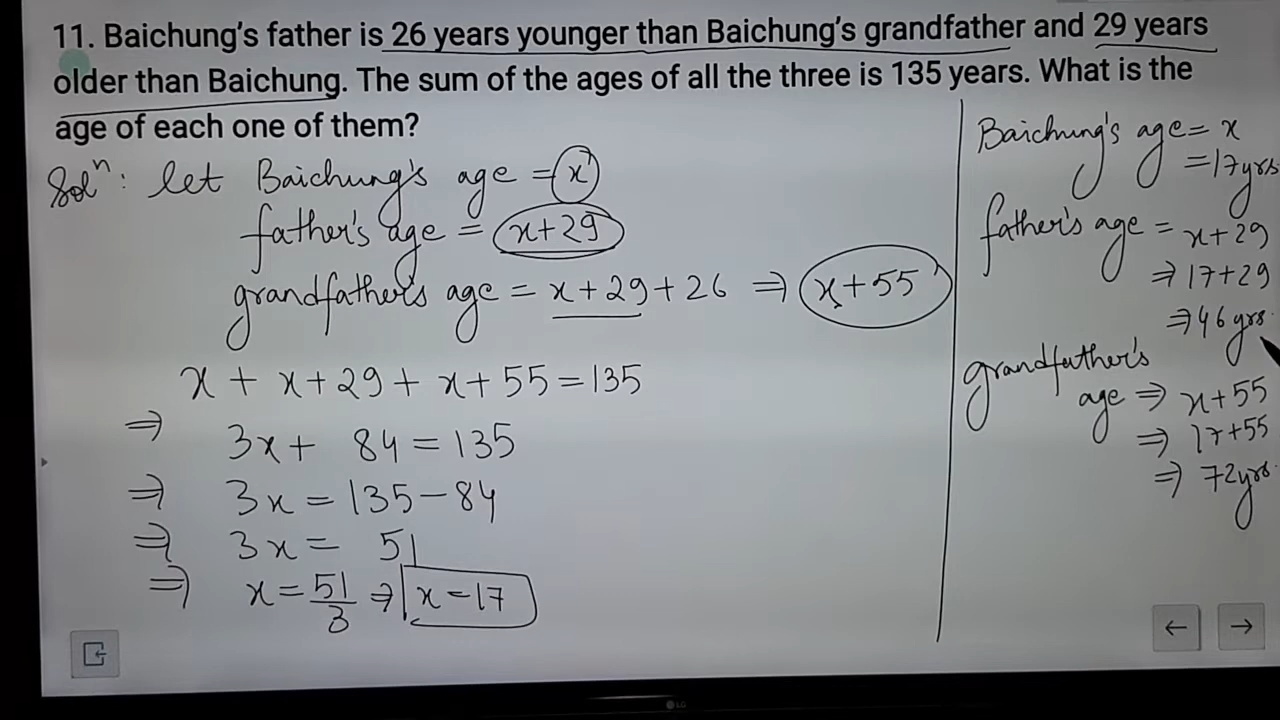 11. Baichung's father is 26 years younger than Baichung's grandfather and 29 years
older than Baichung. The sum of the ages of all the three is 135 years. What is the
age of each one of them?
Solⁿ: let Baichung's age = x
father's age = x+29
grandfather's age = x+29+26 ⇒ x+55
x + x+29 + x+55 = 135
⇒ 3x + 84 = 135
⇒ 3x = 135-84
⇒ 3x = 51
⇒ x = 51/3 ⇒ x = 17
Baichung's age = x
= 17yrs
father's age = x+29
⇒ 17+29
⇒ 46 yrs.
grandfather's
age ⇒ x+55
⇒ 17+55
⇒ 72yrs.
LG